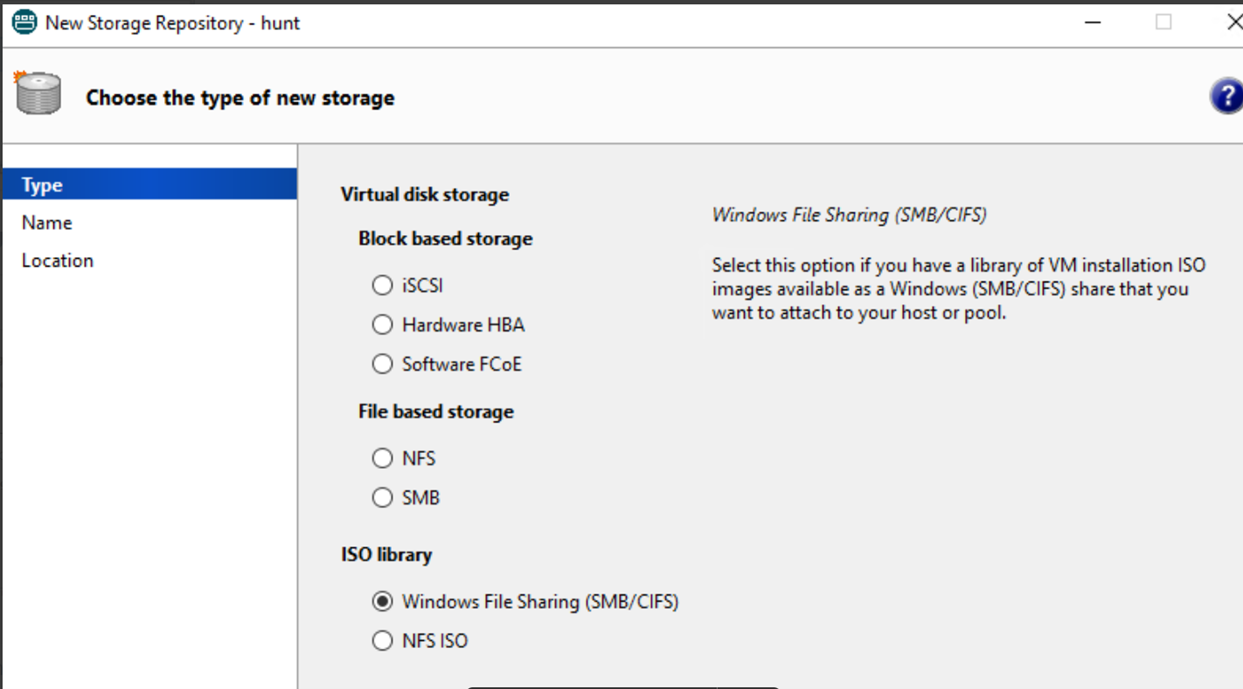 New Storage Repository - hunt
Choose the type of new storage
?
Type
Name
Location
Virtual disk storage
Block based storage
iSCSI
Hardware HBA
Software FCoE
File based storage
NFS
SMB
ISO library
Windows File Sharing (SMB/CIFS)
NFS ISO
Windows File Sharing (SMB/CIFS)
Select this option if you have a library of VM installation ISO
images available as a Windows (SMB/CIFS) share that you
want to attach to your host or pool.